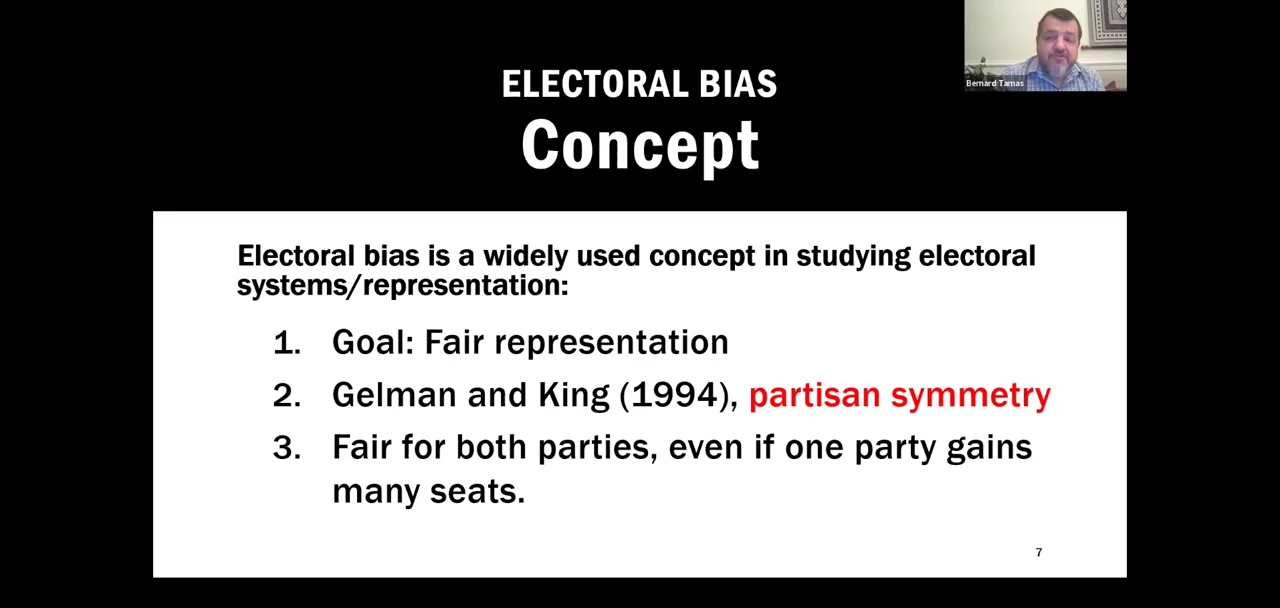 Bernard Tamas
ELECTORAL BIAS
Concept
Electoral bias is a widely used concept in studying electoral
systems/representation:
1. Goal: Fair representation
2. Gelman and King (1994), partisan symmetry
3. Fair for both parties, even if one party gains
many seats.
7